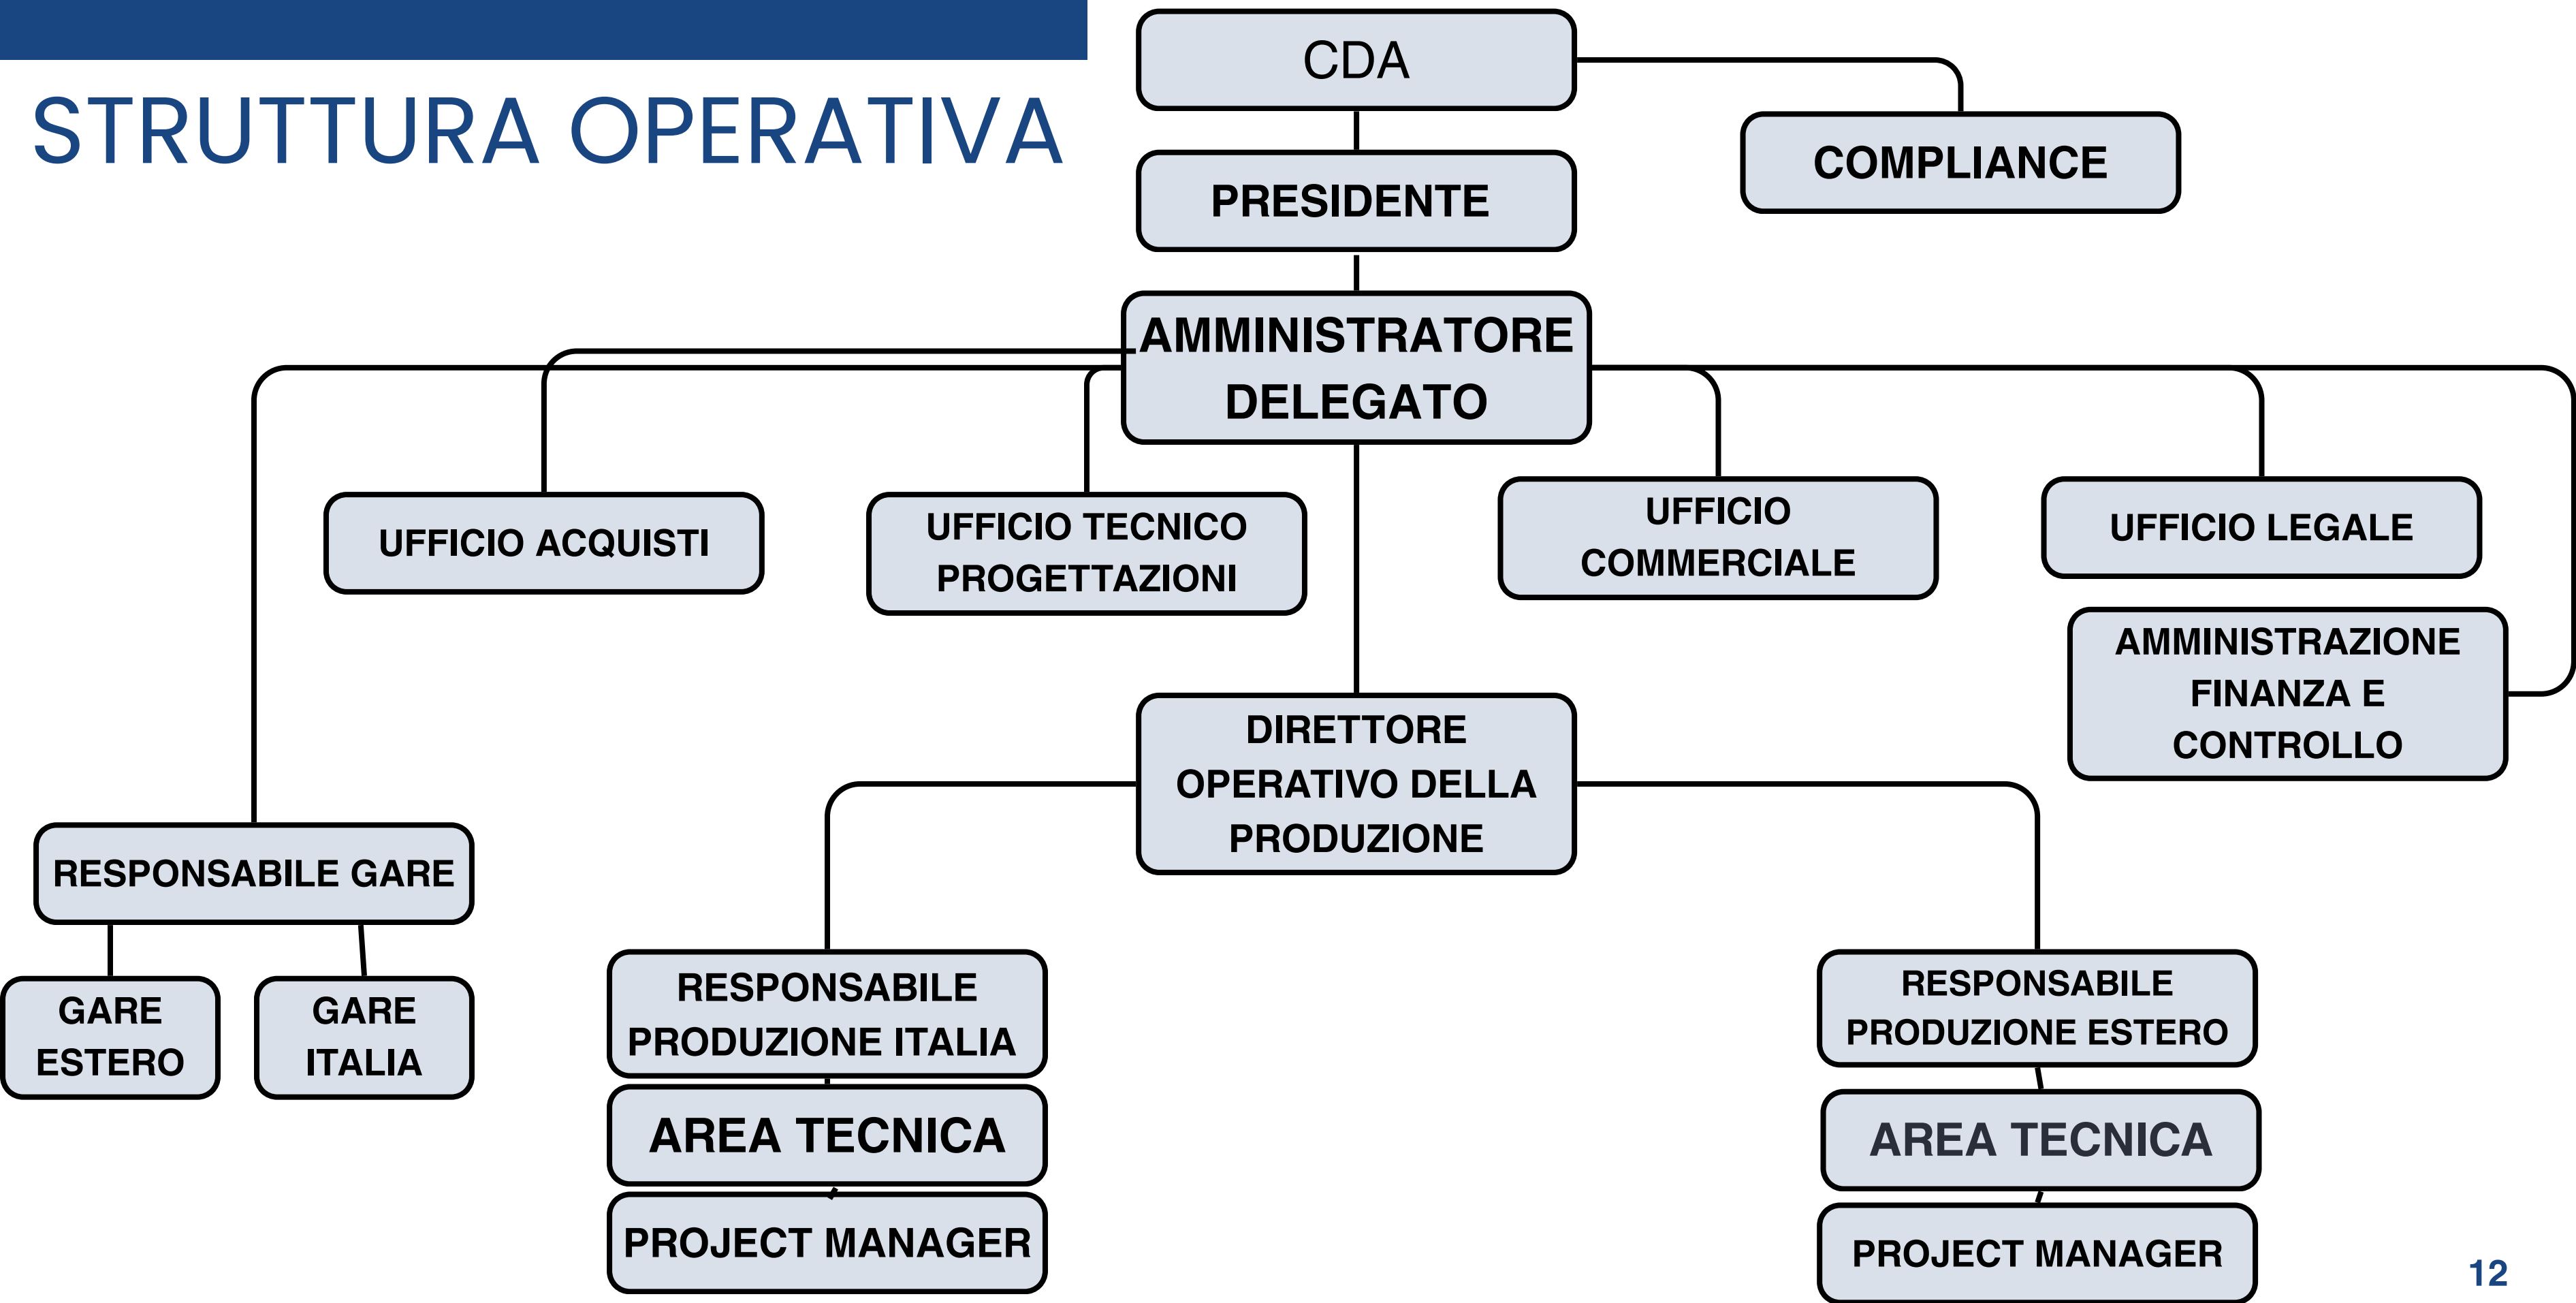 STRUTTURA OPERATIVA
CDA
COMPLIANCE
PRESIDENTE
AMMINISTRATORE
DELEGATO
UFFICIO ACQUISTI
UFFICIO TECNICO
PROGETTAZIONI
UFFICIO
COMMERCIALE
UFFICIO LEGALE
AMMINISTRAZIONE
FINANZA E
CONTROLLO
DIRETTORE
OPERATIVO DELLA
PRODUZIONE
RESPONSABILE GARE
GARE
ESTERO
GARE
ITALIA
RESPONSABILE
PRODUZIONE ITALIA
AREA TECNICA
PROJECT MANAGER
RESPONSABILE
PRODUZIONE ESTERO
AREA TECNICA
PROJECT MANAGER
12